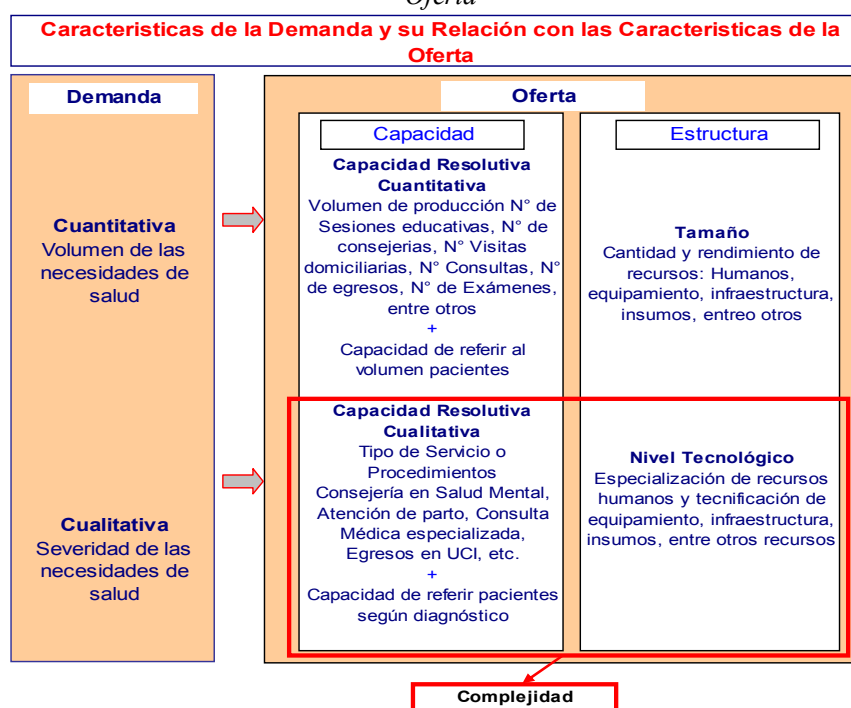 Oferta
Caracteristicas de la Demanda y su Relación con las Caracteristicas de la
Oferta
Demanda
Cuantitativa
Volumen de las
necesidades de
salud
Cualitativa
Severidad de las
necesidades de
salud
Oferta
Capacidad
Capacidad Resolutiva
Cuantitativa
Volumen de producción N° de
Sesiones educativas, N° de
consejerias, N° Visitas
domiciliarias, N° Consultas, N°
de egresos, N° de Exámenes,
entre otros
+
Capacidad de referir al
volumen pacientes
Capacidad Resolutiva
Cualitativa
Tipo de Servicio o
Procedimientos
Consejería en Salud Mental,
Atención de parto, Consulta
Médica especializada,
Egresos en UCI, etc.
+
Capacidad de referir pacientes
según diagnóstico
Estructura
Tamaño
Cantidad y rendimiento de
recursos: Humanos,
equipamiento, infraestructura,
insumos, entreo otros
Nivel Tecnológico
Especialización de recursos
humanos y tecnificación de
equipamiento, infraestructura,
insumos, entre otros recursos
Complejidad